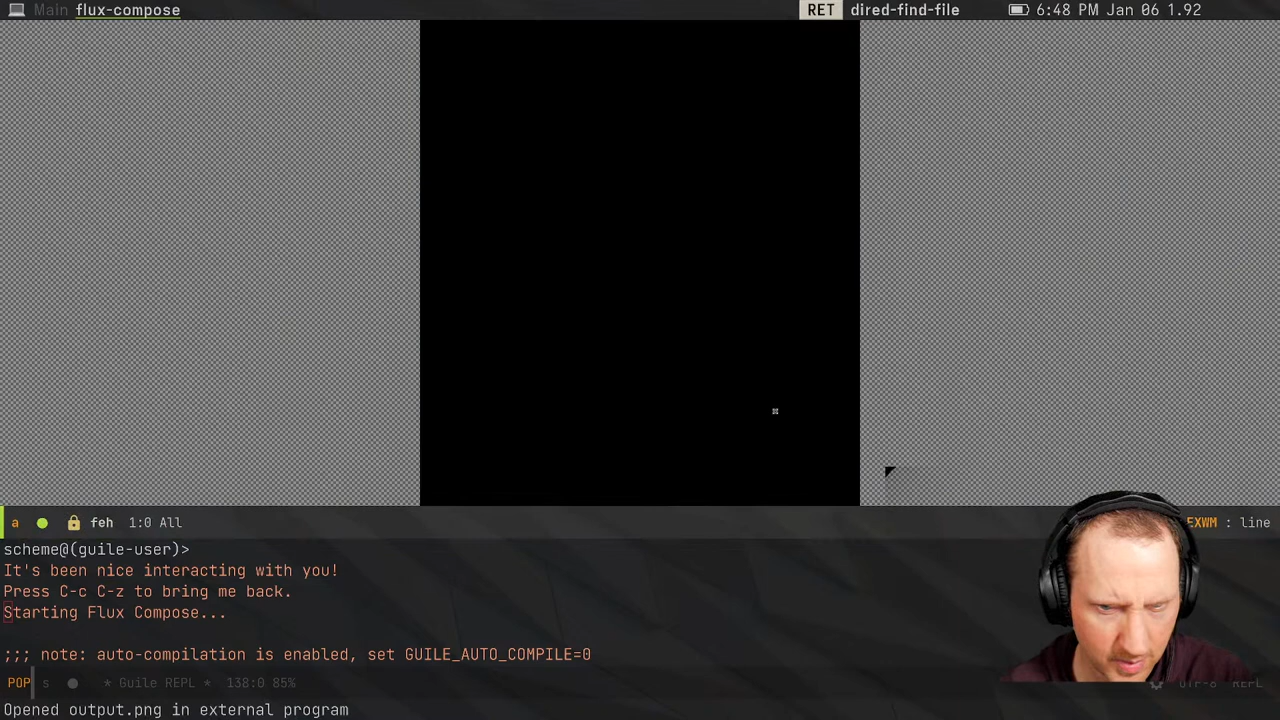 Main flux-compose RET dired-find-file 6:48 PM Jan 06 1.92
a feh 1:0 All EXWM : line
scheme@(guile-user)>
It's been nice interacting with you!
Press C-c C-z to bring me back.
Starting Flux Compose...
;;; note: auto-compilation is enabled, set GUILE_AUTO_COMPILE=0
POP s * Guile REPL * 138:0 85% UTF-8 REPL
Opened output.png in external program